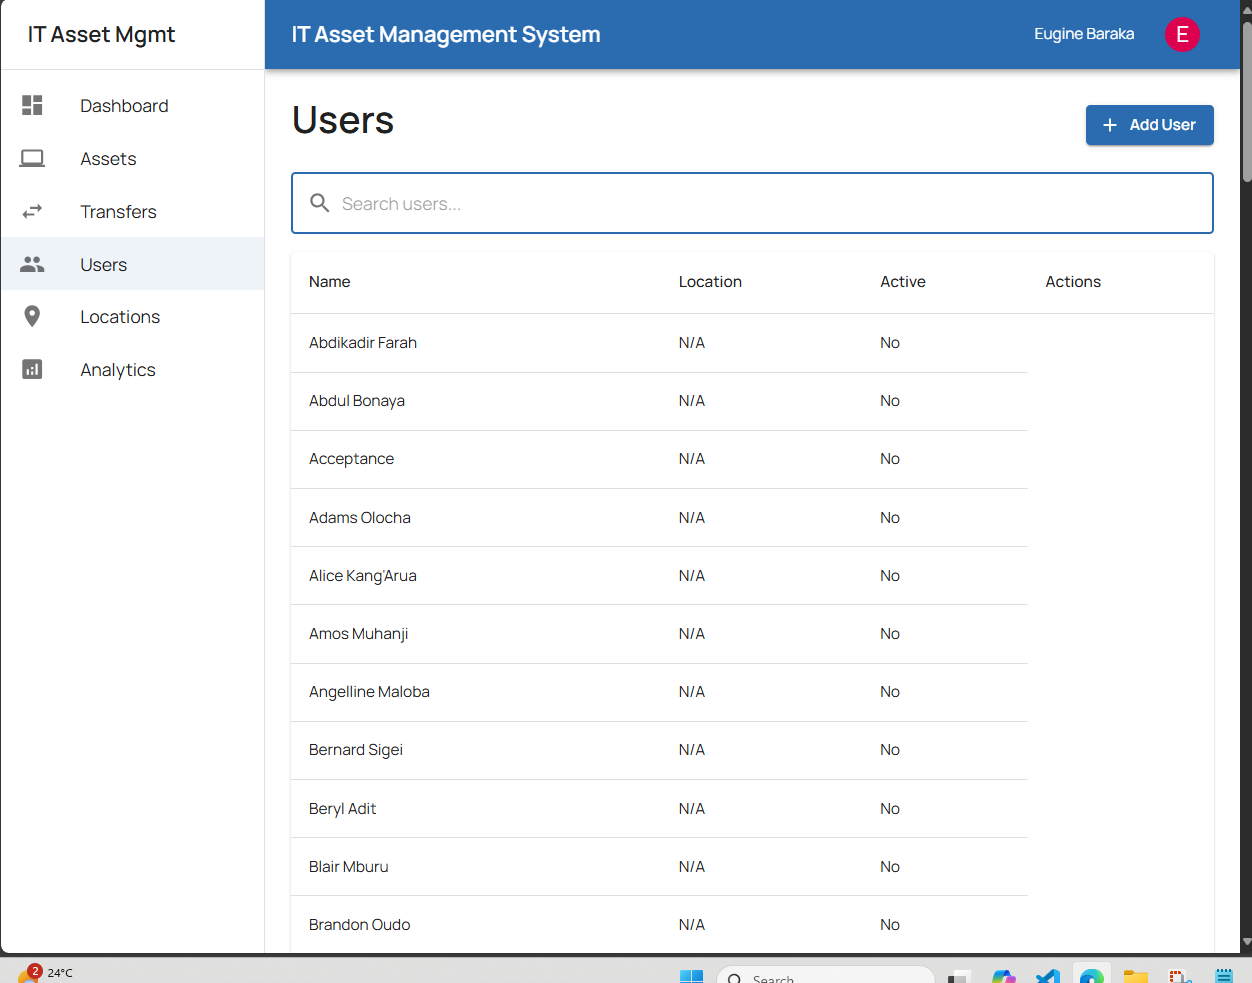 IT Asset Mgmt
IT Asset Management System
Eugine Baraka
E
Dashboard
Assets
Transfers
Users
Locations
Analytics
Users
+ Add User
Search users...
Name Location Active Actions
Abdikadir Farah N/A No
Abdul Bonaya N/A No
Acceptance N/A No
Adams Olocha N/A No
Alice Kang'Arua N/A No
Amos Muhanji N/A No
Angelline Maloba N/A No
Bernard Sigei N/A No
Beryl Adit N/A No
Blair Mburu N/A No
Brandon Oudo N/A No
2
24°C
Search